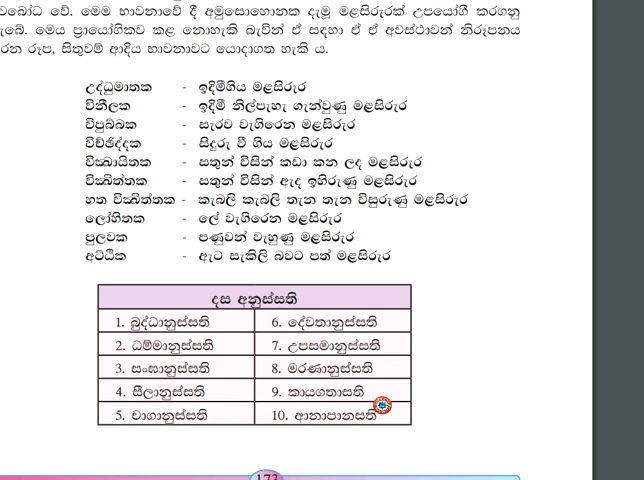 වබෝධ වේ. මෙම භාවනාවේ දී අමුසොහොනක දැමූ මළසිරුරක් උපයෝගී කරගනු
ැබේ. මෙය ප්‍රායෝගිකව කළ නොහැකි බැවින් ඒ සඳහා ඒ ඒ අවස්ථාවන් නිරූපනය
රන රූප, සිතුවම් ආදිය භාවනාවට යොදාගත හැකි ය.
උද්ධුමාතක - ඉදිමීගිය මළසිරුර
විනීලක - ඉදිමී නිල්පැහැ ගැන්වුණු මළසිරුර
විපුබ්බක - සැරව වැගිරෙන මළසිරුර
විච්ඡිද්දක - සිදුරු වී ගිය මළසිරුර
වික්ඛායිතක - සතුන් විසින් කඩා කන ලද මළසිරුර
වික්ඛිත්තක - සතුන් විසින් ඇද ඉහිරුණු මළසිරුර
හත වික්ඛිත්තක - කැබලි කැබලි තැන තැන විසුරුණු මළසිරුර
ලෝහිතක - ලේ වැගිරෙන මළසිරුර
පුලවක - පණුවන් වැහුණු මළසිරුර
අට්ඨික - ඇට සැකිලි බවට පත් මළසිරුර
දස අනුස්සති
1. බුද්ධානුස්සති 6. දේවතානුස්සති
2. ධම්මානුස්සති 7. උපසමානුස්සති
3. සංඝානුස්සති 8. මරණානුස්සති
4. සීලානුස්සති 9. කායගතාසති
5. චාගානුස්සති 10. ආනාපානසති
173